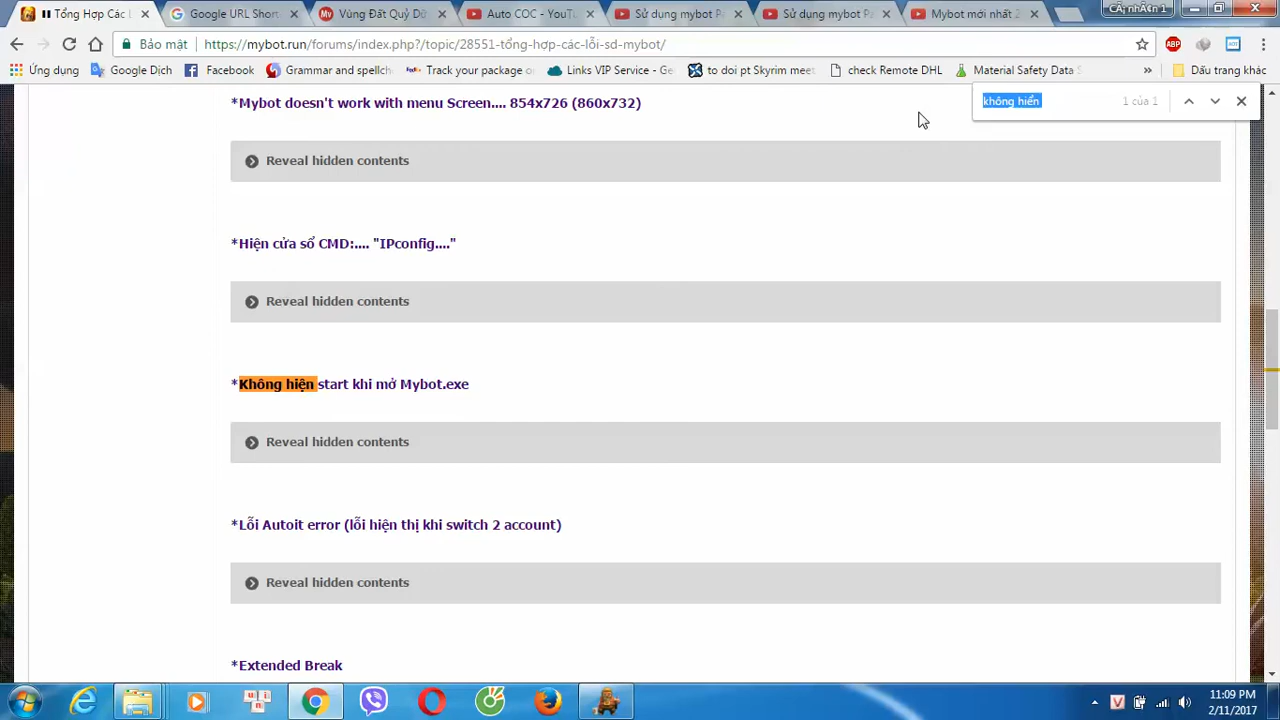 Tổng Hợp Các L
Google URL Short
Vùng Đất Quỷ Dữ
Auto COC - YouTu
Sử dụng mybot
Sử dụng mybot
Mybot mới nhất 2
Bảo mật
https://mybot.run/forums/index.php?/topic/28551-tổng-hợp-các-lỗi-sd-mybot/
Ứng dụng
Google Dịch
Facebook
Grammar and spellch
Track your package o
Links VIP Service - Ge
to doi pt Skyrim meet
check Remote DHL
Material Safety Data S
»
Dấu trang khác
không hiển
1 của 1
*Mybot doesn't work with menu Screen.... 854x726 (860x732)
Reveal hidden contents
*Hiện cửa sổ CMD:.... "IPconfig...."
Reveal hidden contents
*Không hiện start khi mở Mybot.exe
Reveal hidden contents
*Lỗi Autoit error (lỗi hiện thị khi switch 2 account)
Reveal hidden contents
*Extended Break
11:09 PM
2/11/2017